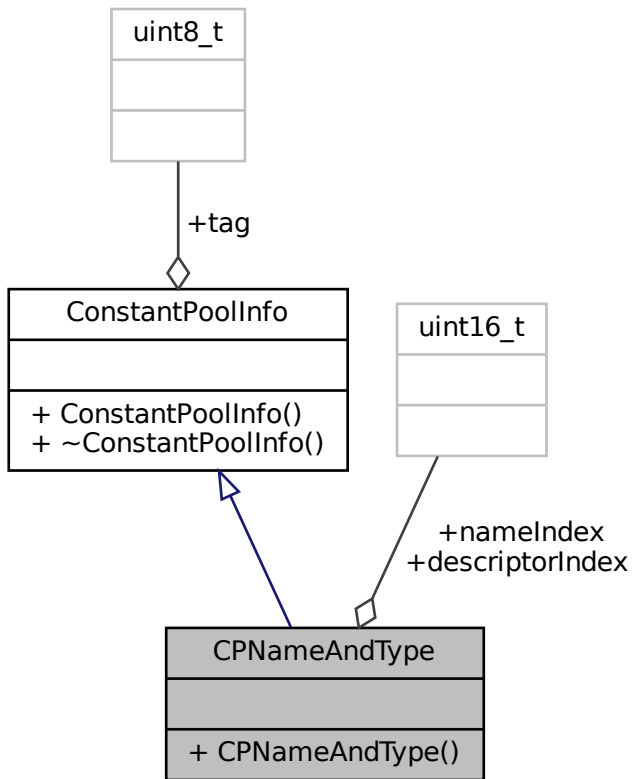 uint8_t
+tag
ConstantPoolInfo
+ ConstantPoolInfo()
+ ~ConstantPoolInfo()
uint16_t
+nameIndex
+descriptorIndex
CPNameAndType
+ CPNameAndType()